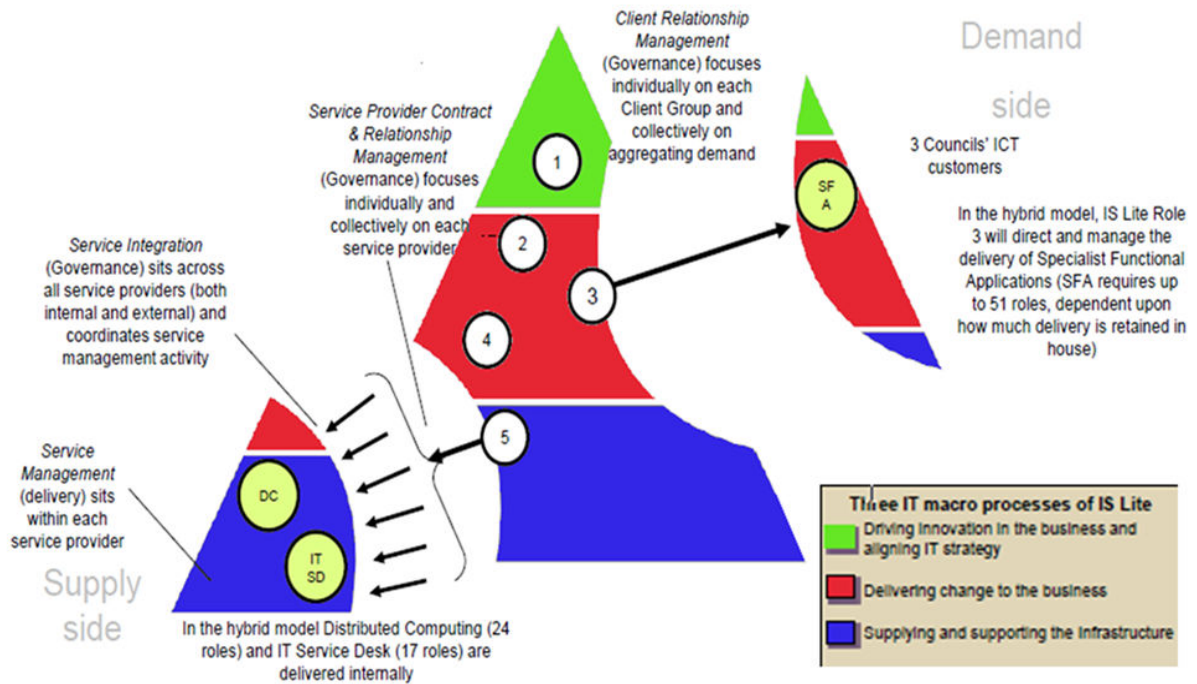 Client Relationship
Management
(Governance) focuses
individually on each
Client Group and
collectively on
aggregating demand
Demand
side
Service Provider Contract
& Relationship
Management
(Governance) focuses
individually and
collectively on each
service provider
3 Councils' ICT
customers
Service Integration
(Governance) sits across
all service providers (both
internal and external) and
coordinates service
management activity
In the hybrid model, IS Lite Role
3 will direct and manage the
delivery of Specialist Functional
Applications (SFA requires up
to 51 roles, dependent upon
how much delivery is retained in
house)
1
2
3
4
5
SF
A
Service
Management
(delivery) sits
within each
service provider
DC
IT
SD
Supply
side
In the hybrid model Distributed Computing (24
roles) and IT Service Desk (17 roles) are
delivered internally
Three IT macro processes of IS Lite
Driving innovation in the business and
aligning IT strategy
Delivering change to the business
Supplying and supporting the Infrastructure